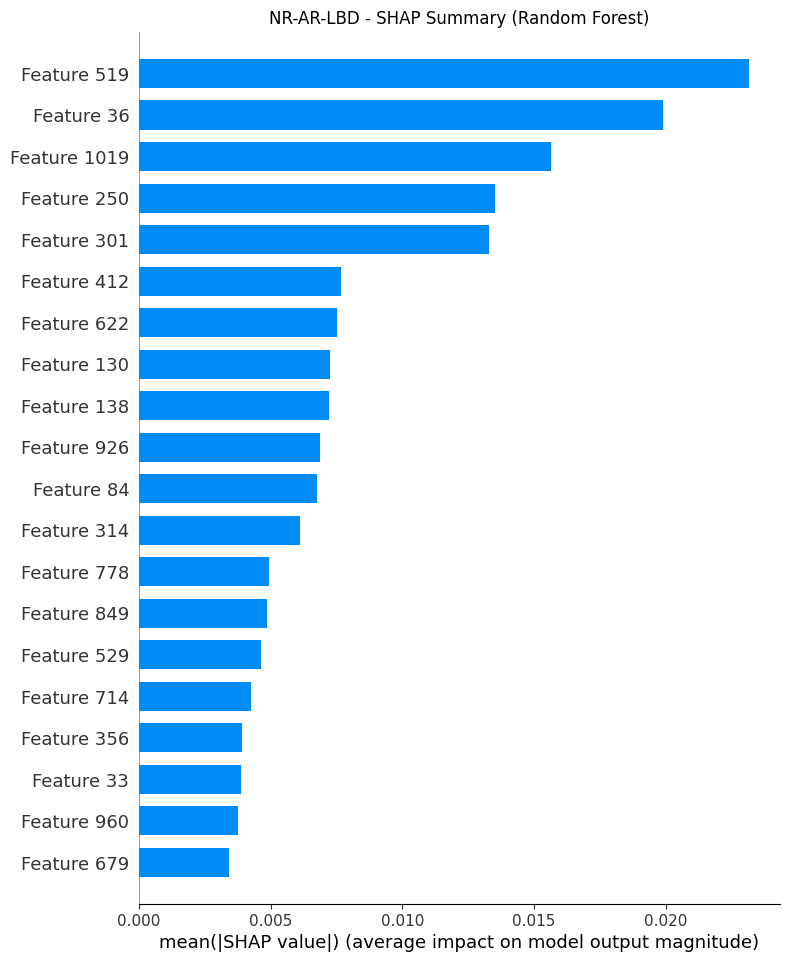 NR-AR-LBD - SHAP Summary (Random Forest)
Feature 519
Feature 36
Feature 1019
Feature 250
Feature 301
Feature 412
Feature 622
Feature 130
Feature 138
Feature 926
Feature 84
Feature 314
Feature 778
Feature 849
Feature 529
Feature 714
Feature 356
Feature 33
Feature 960
Feature 679
0.000 0.005 0.010 0.015 0.020
mean(|SHAP value|) (average impact on model output magnitude)